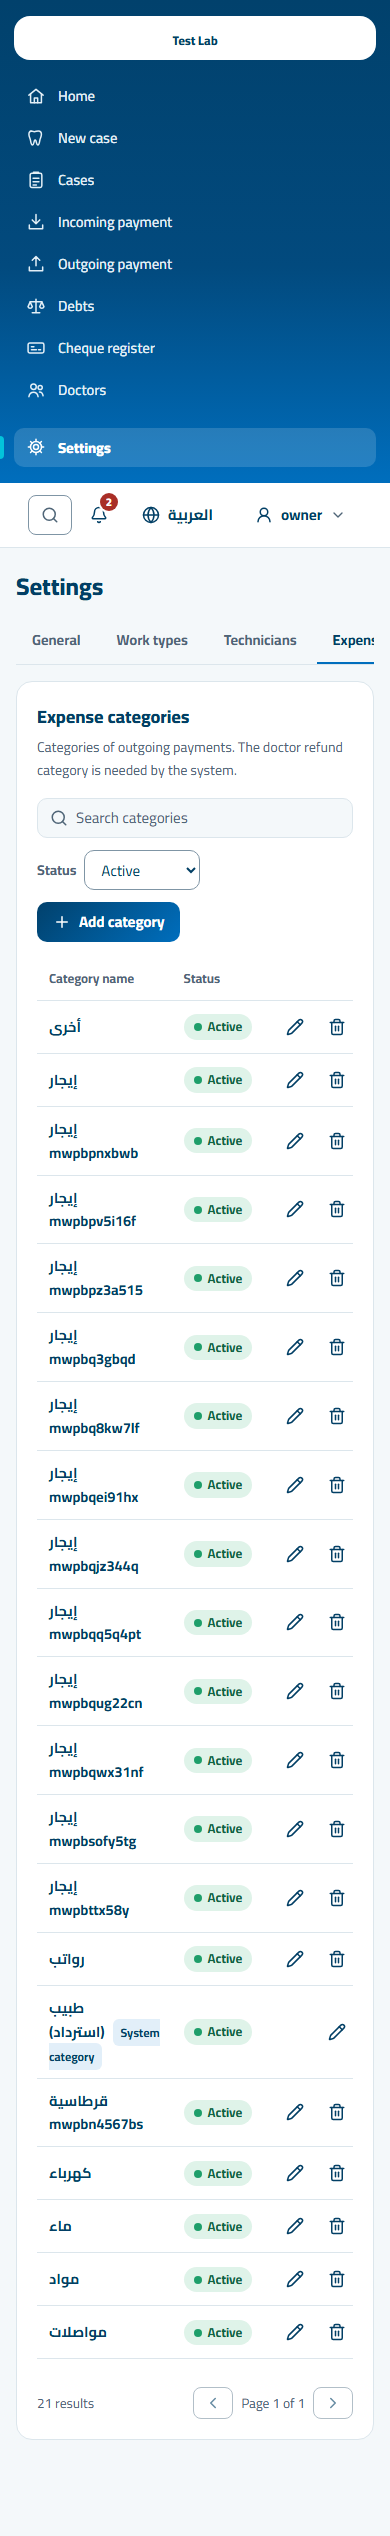 Test Lab
Home
New case
Cases
Incoming payment
Outgoing payment
Debts
Cheque register
Doctors
Settings
2
العربية
owner
Settings
General Work types Technicians Expens
Expense categories
Categories of outgoing payments. The doctor refund
category is needed by the system.
Search categories
Status Active
Add category
Category name Status
أخرى Active
إيجار Active
إيجار
mwpbpnxbwb Active
إيجار
mwpbpv5i16f Active
إيجار
mwpbpz3a515 Active
إيجار
mwpbq3gbqd Active
إيجار
mwpbq8kw7lf Active
إيجار
mwpbqei91hx Active
إيجار
mwpbqjz344q Active
إيجار
mwpbqq5q4pt Active
إيجار
mwpbqug22cn Active
إيجار
mwpbqwx31nf Active
إيجار
mwpbsofy5tg Active
إيجار
mwpbttx58y Active
رواتب Active
طبيب
(استرداد) System
category Active
قرطاسية
mwpbn4567bs Active
كهرباء Active
ماء Active
مواد Active
مواصلات Active
21 results Page 1 of 1